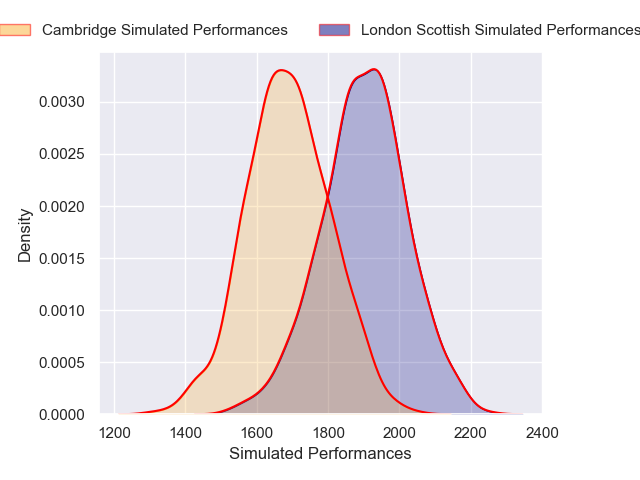 Cambridge Simulated Performances London Scottish Simulated Performances
0.0030
0.0025
0.0020
0.0015
0.0010
0.0005
0.0000
Density
1200 1400 1600 1800 2000 2200 2400
Simulated Performances